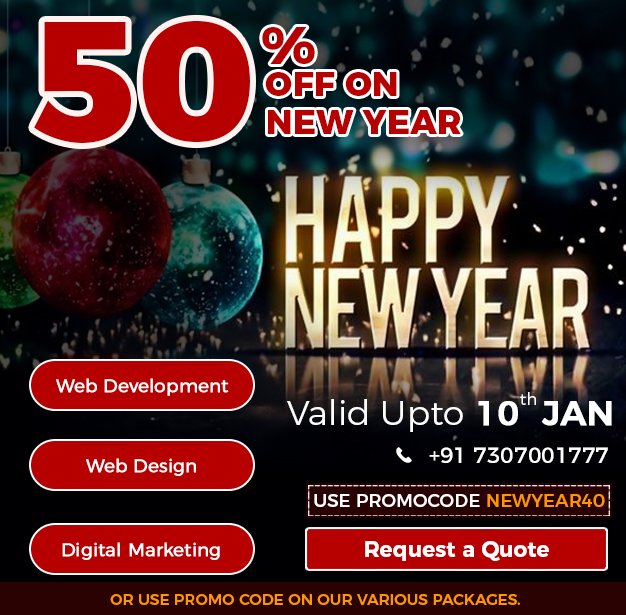 50%
OFF ON
NEW YEAR
HAPPY
NEW YEAR
Web Development
Web Design
Digital Marketing
Valid Upto 10th JAN
+91 7307001777
USE PROMOCODE NEWYEAR40
Request a Quote
OR USE PROMO CODE ON OUR VARIOUS PACKAGES.